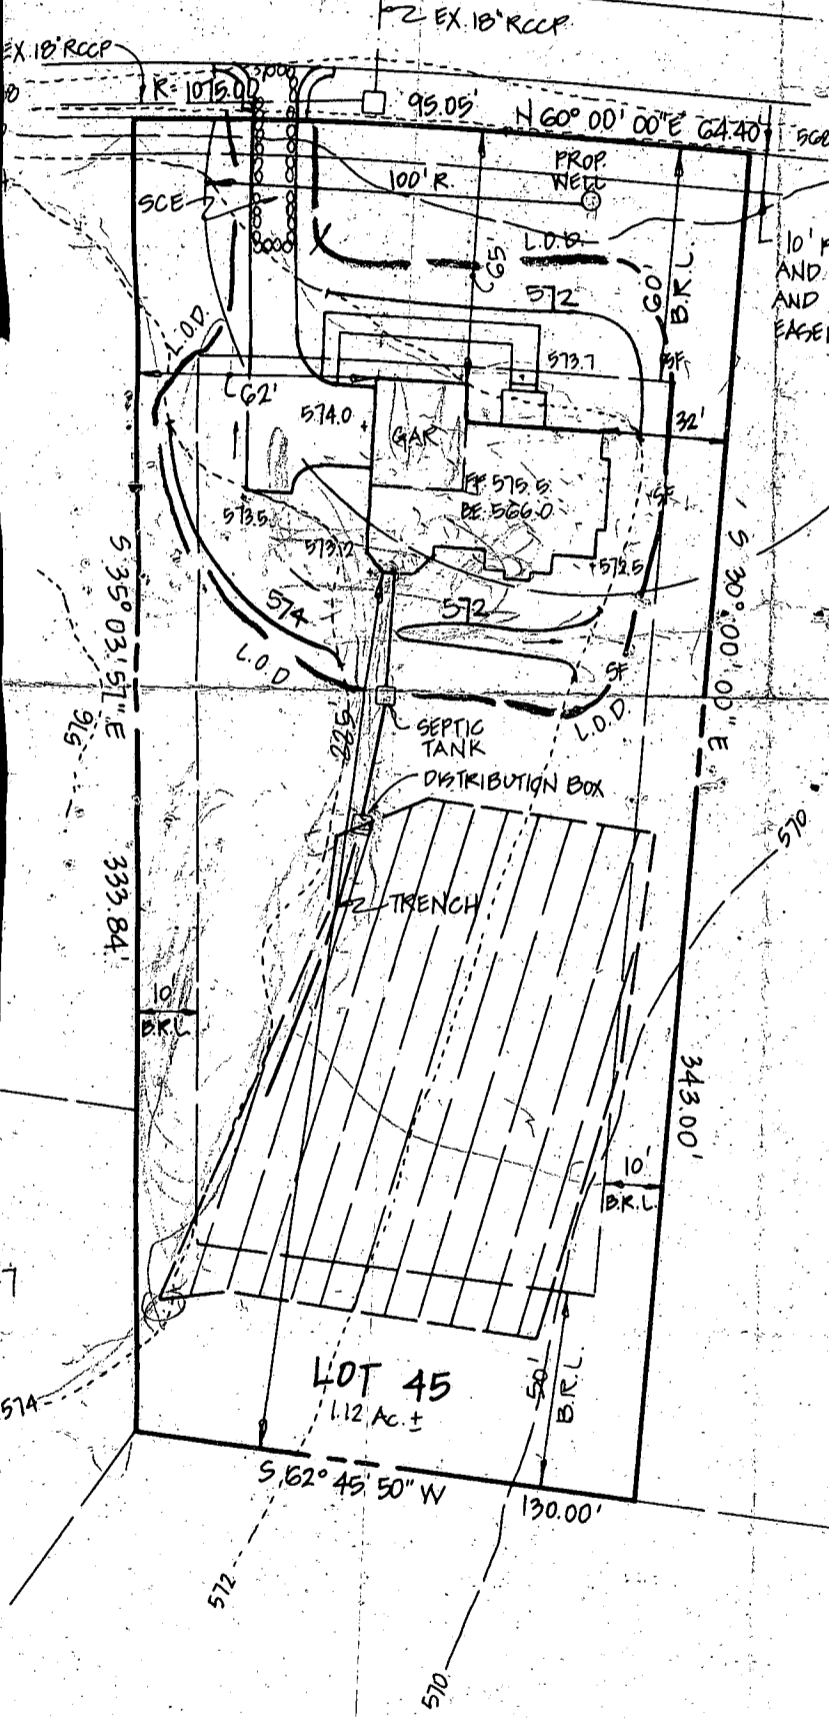 EX. 18" RCCP
EX. 18" RCCP
R= 1075.00
95.05'
N 60° 00' 00" E 64.40'
568
PROP.
WELL
100' R.
SCE
L.O.D.
65'
60'
B.R.L.
10'
AND
AND
572
L.O.D.
SF
573.7
62'
574.0
GAR
32'
FF 575.5
BE 566.0
SF
573.5
573.2
572.5
S 35° 03' 57" E
333.84'
S 30° 00' 00" E
343.00'
574
572
L.O.D
SF
L.O.D.
576
SEPTIC
TANK
DISTRIBUTION BOX
570
TRENCH
10'
B.R.L.
10'
B.R.L.
LOT 45
1.12 Ac. ±
50'
B.R.L.
574
S 62° 45' 50" W
130.00'
572
570